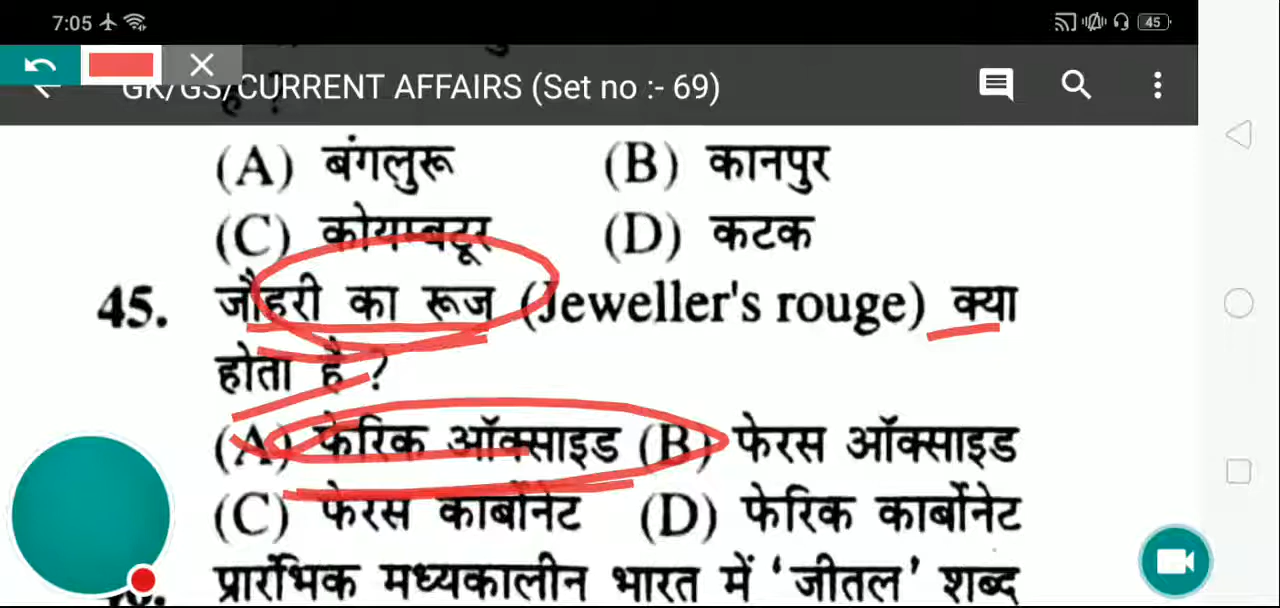 7:05
45
GK/GS/CURRENT AFFAIRS (Set no :- 69)
है ?
(A) बंगलुरू (B) कानपुर
(C) कोयम्बटूर (D) कटक
45. जौहरी का रूज (Jeweller's rouge) क्या
होता है ?
(A) फेरिक ऑक्साइड (B) फेरस ऑक्साइड
(C) फेरस कार्बोनेट (D) फेरिक कार्बोनेट
प्रारंभिक मध्यकालीन भारत में ‘जीतल’ शब्द